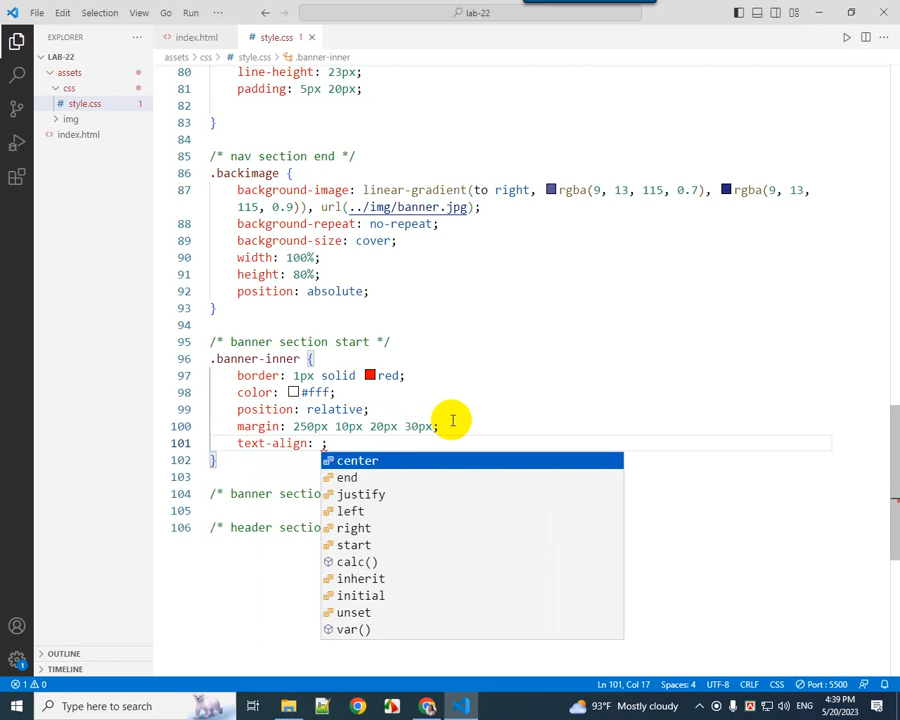 File Edit Selection View Go Run ··· lab-22
EXPLORER ···
LAB-22
assets
css
# style.css 1
img
index.html
index.html
# style.css 1
assets > css > # style.css > .banner-inner
80 line-height: 23px;
81 padding: 5px 20px;
82
83 }
84
85 /* nav section end */
86 .backimage {
87 background-image: linear-gradient(to right, rgba(9, 13, 115, 0.7), rgba(9, 13,
115, 0.9)), url(../img/banner.jpg);
88 background-repeat: no-repeat;
89 background-size: cover;
90 width: 100%;
91 height: 80%;
92 position: absolute;
93 }
94
95 /* banner section start */
96 .banner-inner {
97 border: 1px solid red;
98 color: #fff;
99 position: relative;
100 margin: 250px 10px 20px 30px;
101 text-align: ;
102 }
103
104 /* banner sectio
105
106 /* header sectio
center
end
justify
left
right
start
calc()
inherit
initial
unset
var()
OUTLINE
TIMELINE
1 0 Ln 101, Col 17 Spaces: 4 UTF-8 CRLF CSS Port : 5500
Type here to search
93°F Mostly cloudy ENG 4:39 PM
5/20/2023